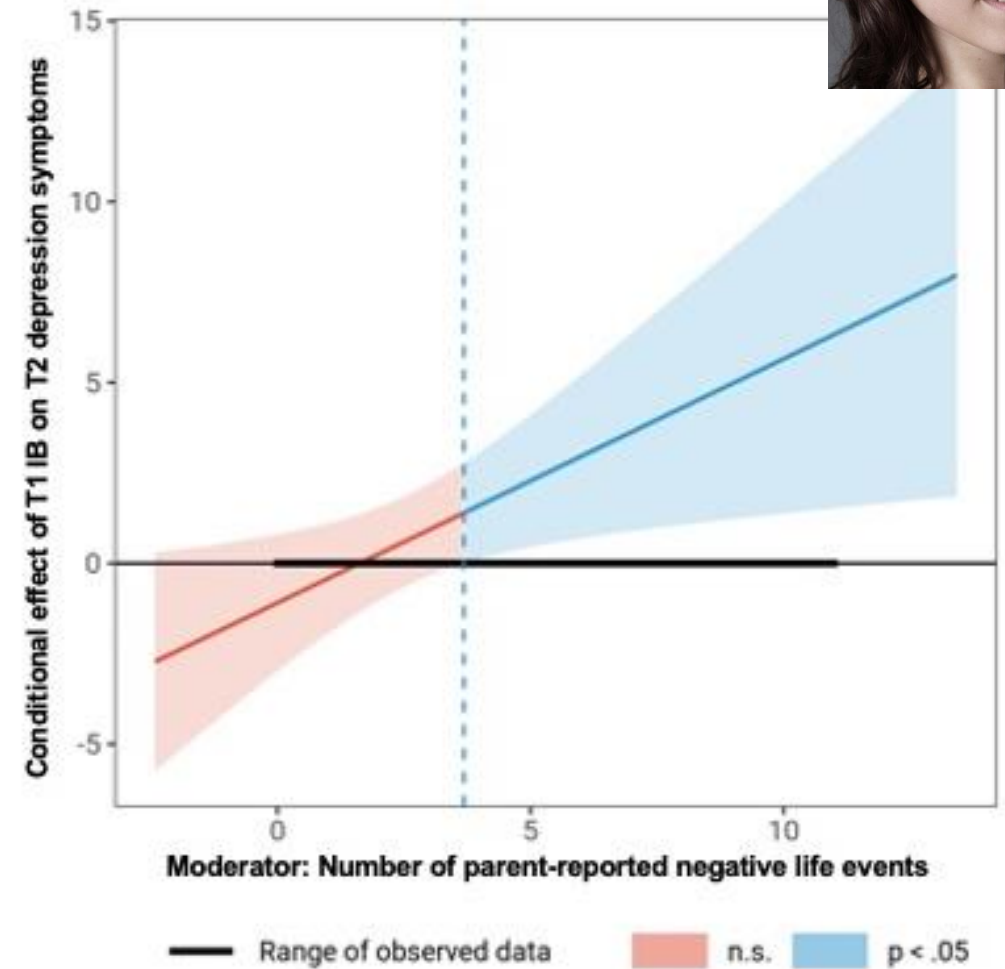 Conditional effect of T1 IB on T2 depression symptoms
15
10
5
0
-5
0 5 10
Moderator: Number of parent-reported negative life events
Range of observed data n.s. p < .05